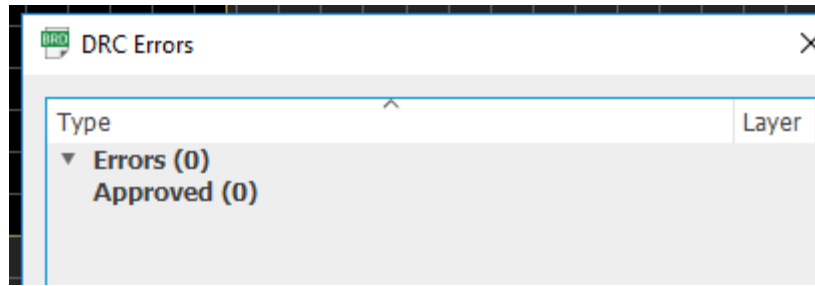 BRD DRC Errors
Type Layer
Errors (0)
Approved (0)